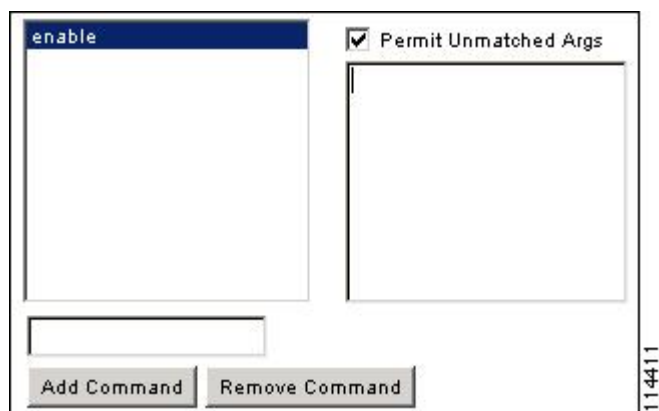 enable
Permit Unmatched Args
Add Command
Remove Command
114411